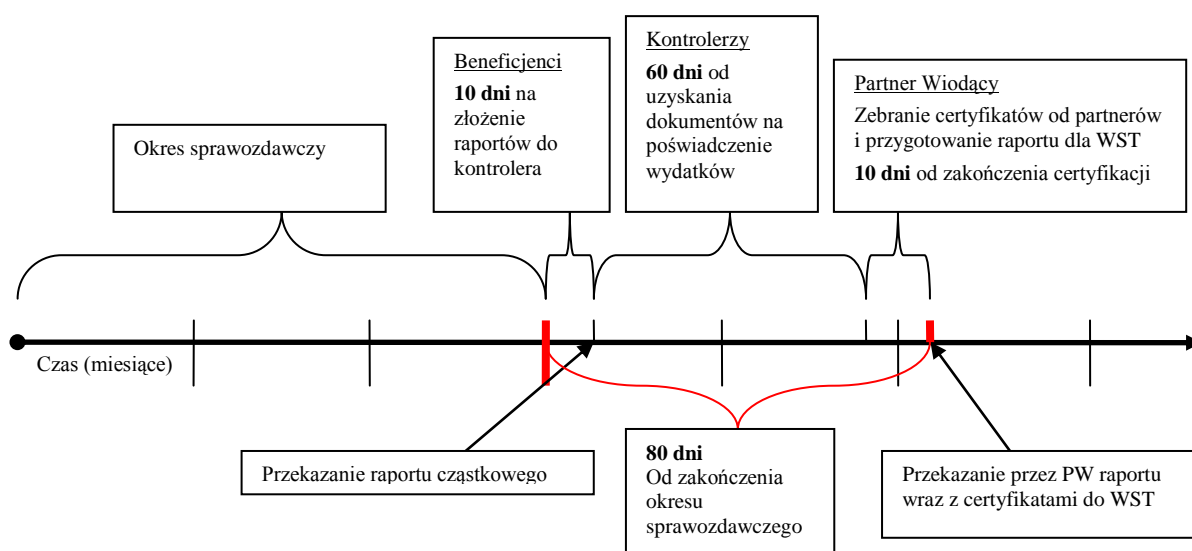 Okres sprawozdawczy
Beneficjenci
10 dni na
złożenie
raportów do
kontrolera
Kontrolerzy
60 dni od
uzyskania
dokumentów na
poświadczenie
wydatków
Partner Wiodący
Zebranie certyfikatów od partnerów
i przygotowanie raportu dla WST
10 dni od zakończenia certyfikacji
Czas (miesiące)
Przekazanie raportu cząstkowego
80 dni
Od zakończenia
okresu
sprawozdawczego
Przekazanie przez PW raportu
wraz z certyfikatami do WST